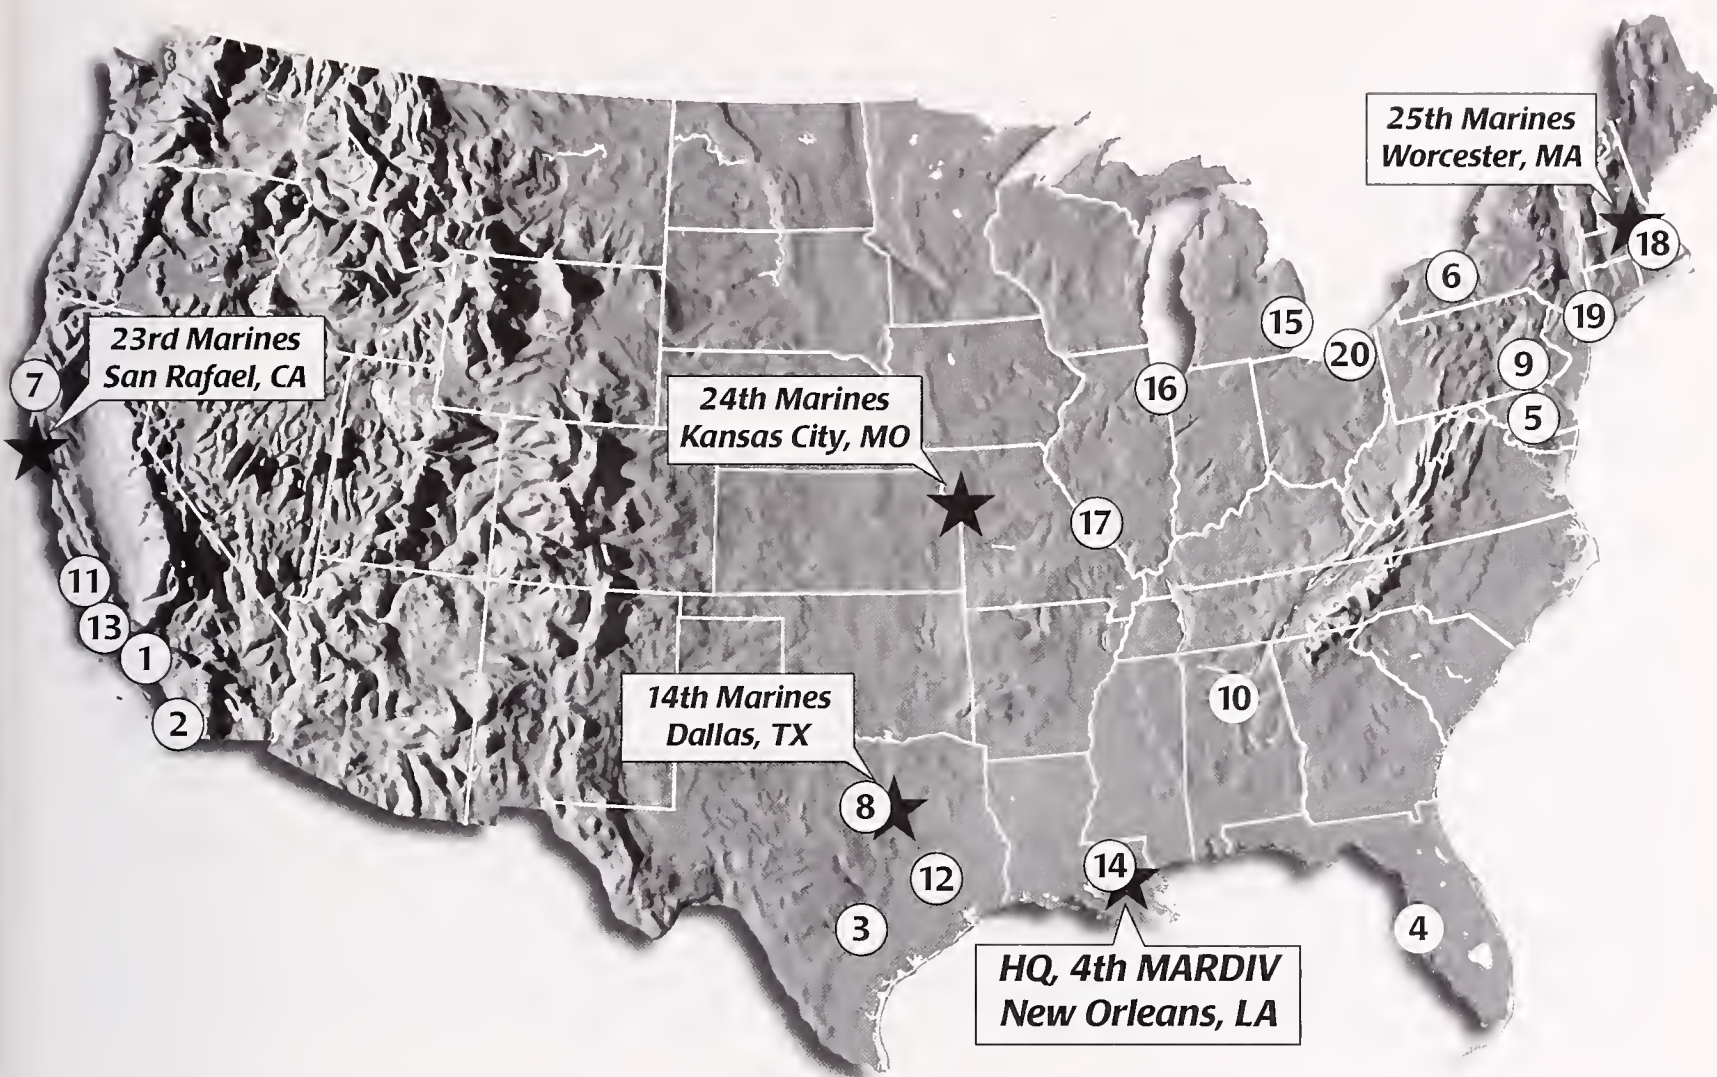 25th Marines
Worcester, MA
18
6
15
19
20
9
16
5
23rd Marines
San Rafael, CA
7
24th Marines
Kansas City, MO
17
11
13
1
2
10
14th Marines
Dallas, TX
8
12
14
3
4
HQ, 4th MARDIV
New Orleans, LA